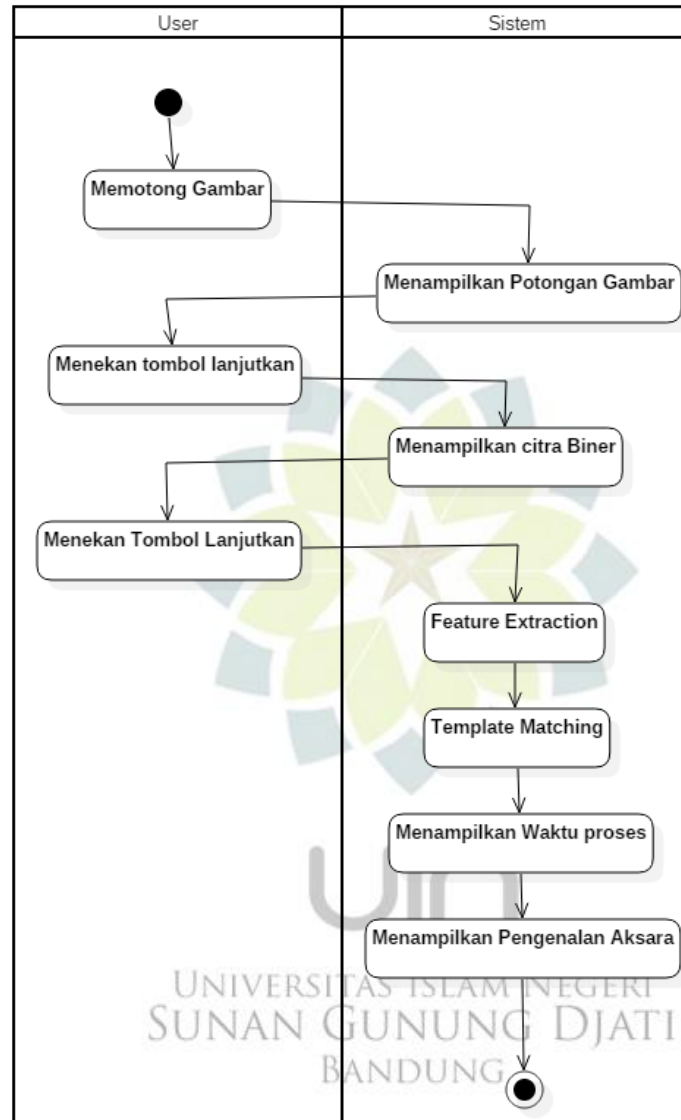 User
Sistem
Memotong Gambar
Menampilkan Potongan Gambar
Menekan tombol lanjutkan
Menampilkan citra Biner
Menekan Tombol Lanjutkan
Feature Extraction
Template Matching
Menampilkan Waktu proses
uin
Menampilkan Pengenalan Aksara
UNIVERSITAS ISLAM NEGERI
SUNAN GUNUNG DJATI
BANDUNG